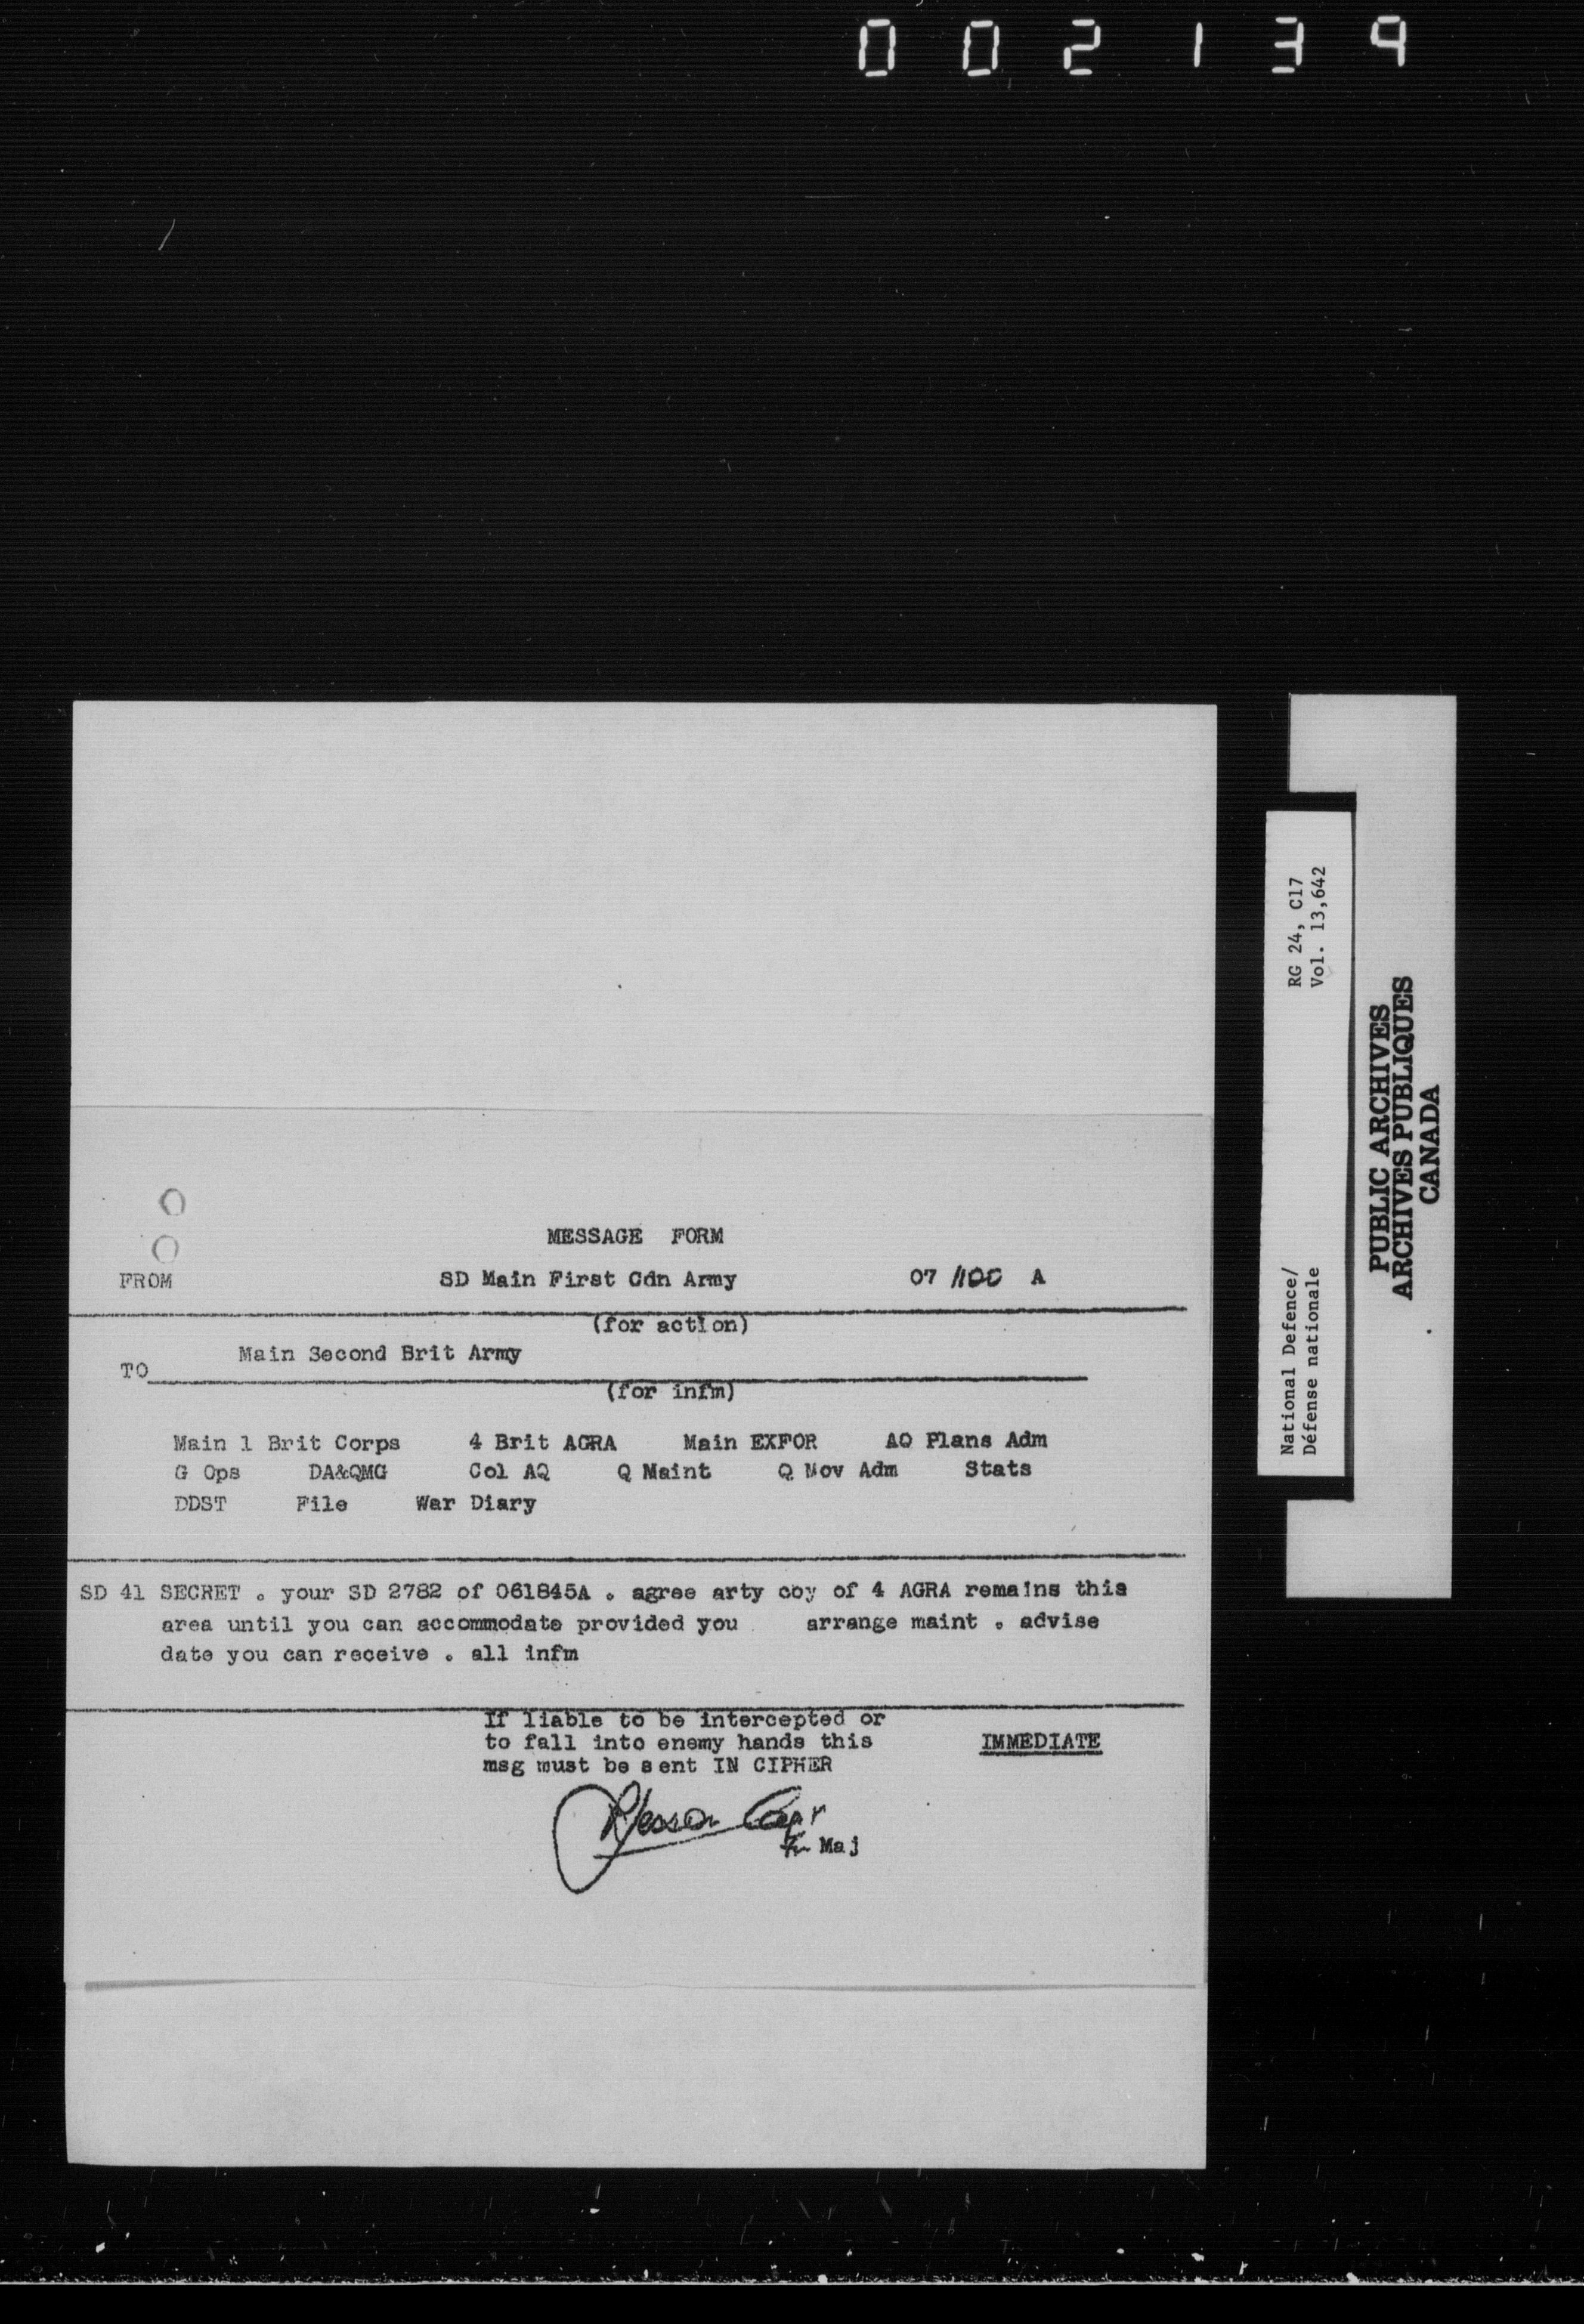 002139
MESSAGE FORM
FROM SD Main First Cdn Army 07 1100 A
(for action)
TO Main Second Brit Army
(for infm)
Main 1 Brit Corps 4 Brit AGRA Main EXFOR AQ Plans Adm
G Ops DA&QMG Col AQ Q Maint Q Mov Adm Stats
DDST File War Diary
SD 41 SECRET . your SD 2782 of 061845A . agree arty coy of 4 AGRA remains this
area until you can accommodate provided you arrange maint . advise
date you can receive . all infm
If liable to be intercepted or
to fall into enemy hands this
msg must be sent IN CIPHER
IMMEDIATE
Capt
for Maj
National Defence/ RG 24, C17
Défense nationale Vol. 13,642
PUBLIC ARCHIVES
ARCHIVES PUBLIQUES
CANADA